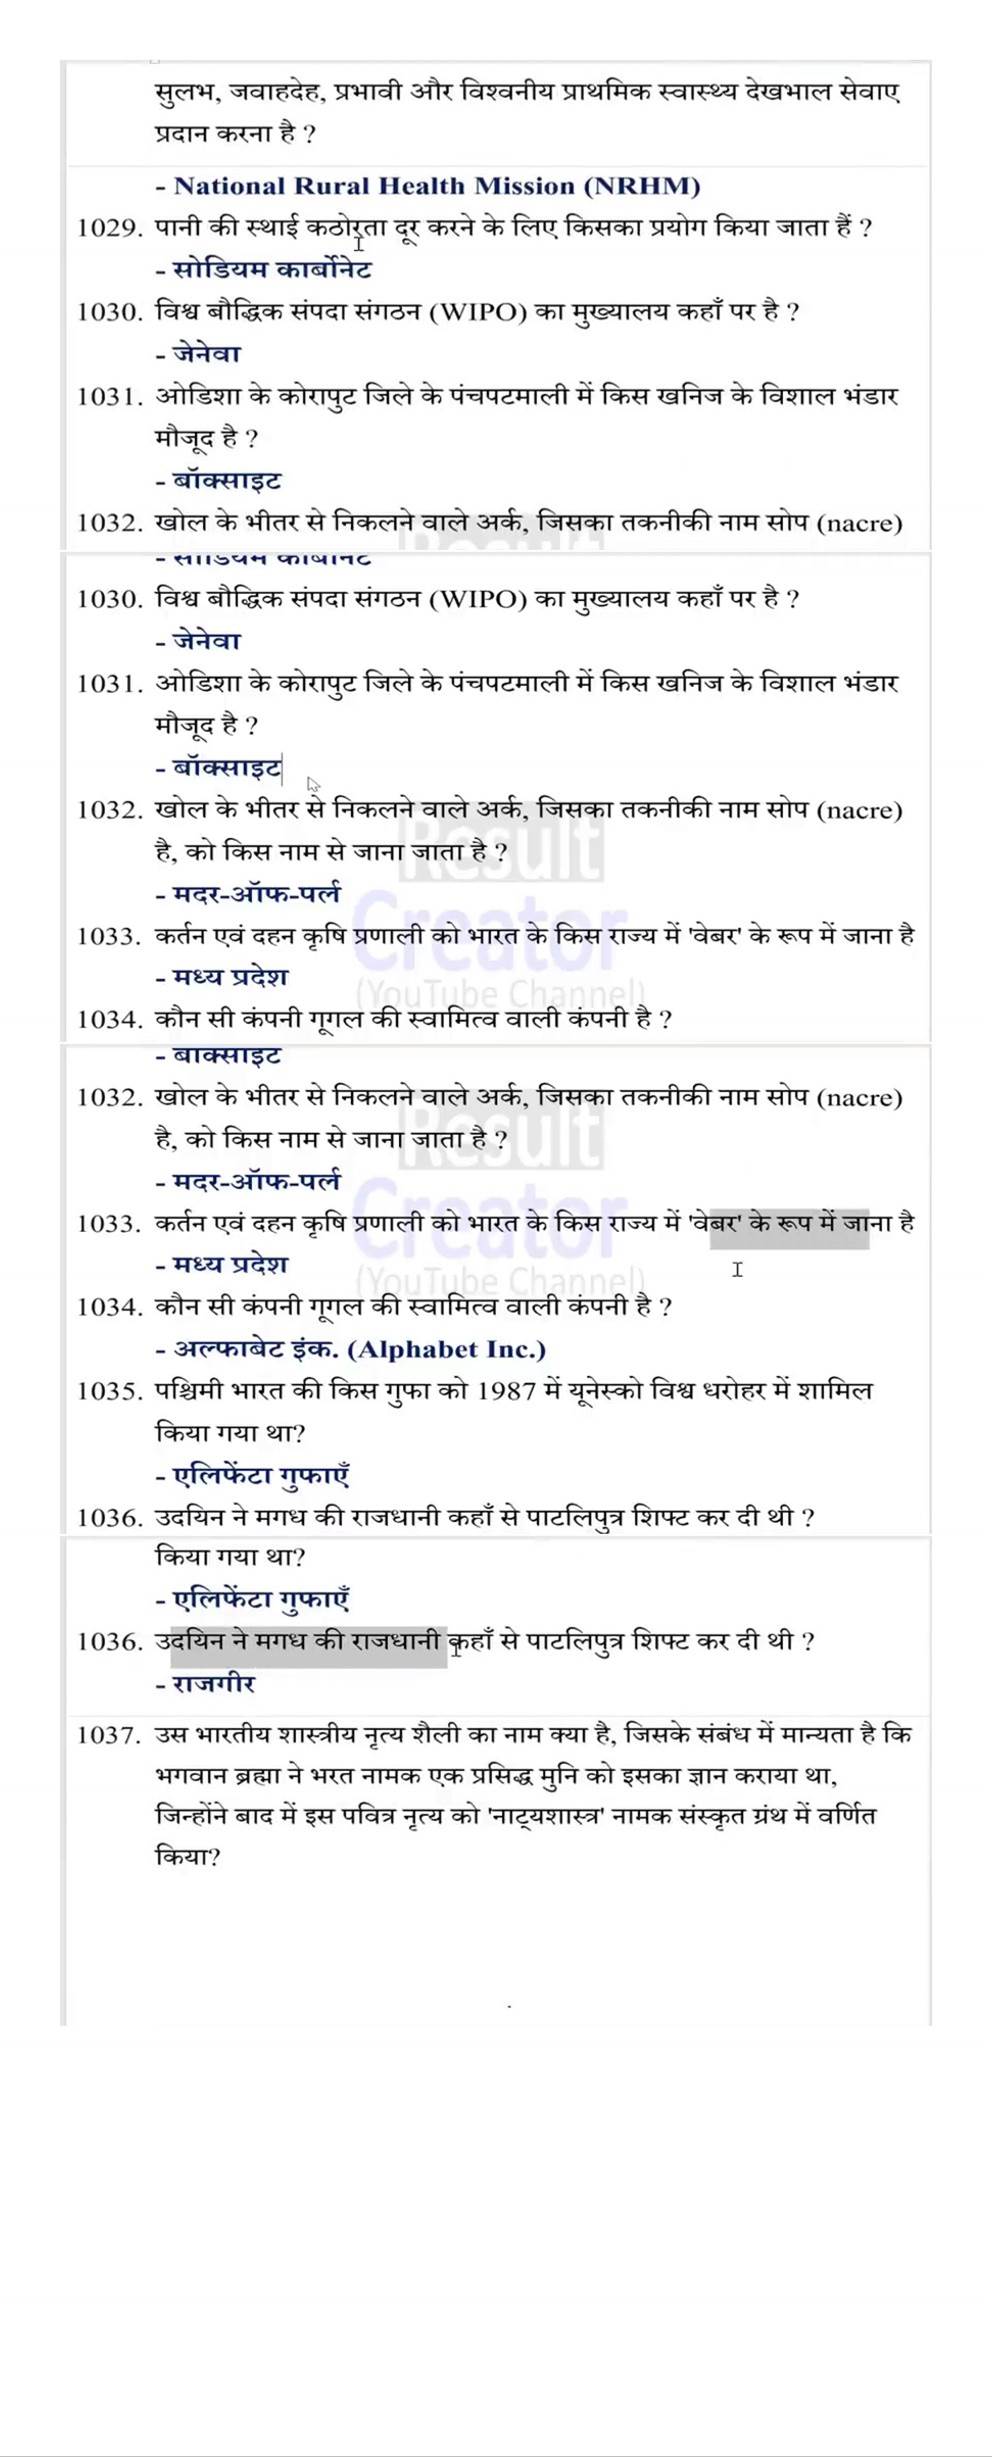 सुलभ, जवाहदेह, प्रभावी और विश्वनीय प्राथमिक स्वास्थ्य देखभाल सेवाए
प्रदान करना है ?
- National Rural Health Mission (NRHM)
1029. पानी की स्थाई कठोरता दूर करने के लिए किसका प्रयोग किया जाता हैं ?
- सोडियम कार्बोनेट
1030. विश्व बौद्धिक संपदा संगठन (WIPO) का मुख्यालय कहाँ पर है ?
- जेनेवा
1031. ओडिशा के कोरापुट जिले के पंचपटमाली में किस खनिज के विशाल भंडार
मौजूद है ?
- बॉक्साइट
1032. खोल के भीतर से निकलने वाले अर्क, जिसका तकनीकी नाम सोप (nacre)
- सोडियम कार्बोनेट
1030. विश्व बौद्धिक संपदा संगठन (WIPO) का मुख्यालय कहाँ पर है ?
- जेनेवा
1031. ओडिशा के कोरापुट जिले के पंचपटमाली में किस खनिज के विशाल भंडार
मौजूद है ?
- बॉक्साइट
1032. खोल के भीतर से निकलने वाले अर्क, जिसका तकनीकी नाम सोप (nacre)
है, को किस नाम से जाना जाता है ?
- मदर-ऑफ-पर्ल
1033. कर्तन एवं दहन कृषि प्रणाली को भारत के किस राज्य में 'वेबर' के रूप में जाना है
- मध्य प्रदेश
1034. कौन सी कंपनी गूगल की स्वामित्व वाली कंपनी है ?
Result
Creator
(YouTube Channel)
- बॉक्साइट
1032. खोल के भीतर से निकलने वाले अर्क, जिसका तकनीकी नाम सोप (nacre)
है, को किस नाम से जाना जाता है ?
- मदर-ऑफ-पर्ल
1033. कर्तन एवं दहन कृषि प्रणाली को भारत के किस राज्य में 'वेबर' के रूप में जाना है
- मध्य प्रदेश
1034. कौन सी कंपनी गूगल की स्वामित्व वाली कंपनी है ?
- अल्फाबेट इंक. (Alphabet Inc.)
1035. पश्चिमी भारत की किस गुफा को 1987 में यूनेस्को विश्व धरोहर में शामिल
किया गया था?
- एलिफेंटा गुफाएँ
1036. उदयिन ने मगध की राजधानी कहाँ से पाटलिपुत्र शिफ्ट कर दी थी ?
Result
Creator
(YouTube Channel)
किया गया था?
- एलिफेंटा गुफाएँ
1036. उदयिन ने मगध की राजधानी कहाँ से पाटलिपुत्र शिफ्ट कर दी थी ?
- राजगीर
1037. उस भारतीय शास्त्रीय नृत्य शैली का नाम क्या है, जिसके संबंध में मान्यता है कि
भगवान ब्रह्मा ने भरत नामक एक प्रसिद्ध मुनि को इसका ज्ञान कराया था,
जिन्होंने बाद में इस पवित्र नृत्य को 'नाट्यशास्त्र' नामक संस्कृत ग्रंथ में वर्णित
किया?